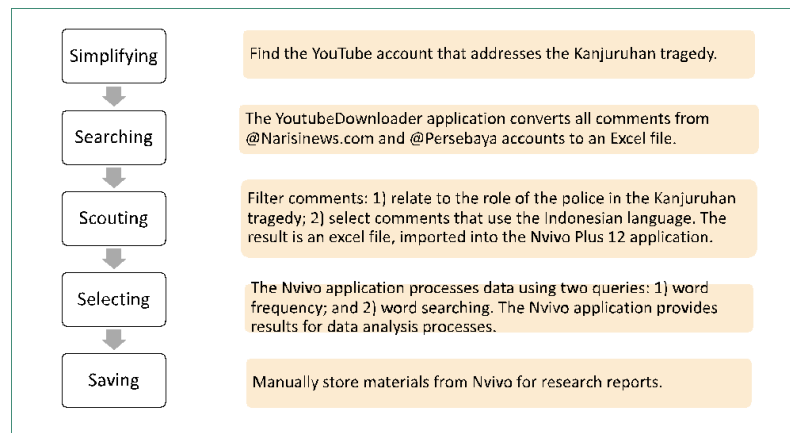 Simplifying
Find the YouTube account that addresses the Kanjuruhan tragedy.
Searching
The YoutubeDownloader application converts all comments from
@Narisinews.com and @Persebaya accounts to an Excel file.
Scouting
Filter comments: 1) relate to the role of the police in the Kanjuruhan
tragedy; 2) select comments that use the Indonesian language. The
result is an excel file, imported into the Nvivo Plus 12 application.
Selecting
The Nvivo application processes data using two queries: 1) word
frequency; and 2) word searching. The Nvivo application provides
results for data analysis processes.
Saving
Manually store materials from Nvivo for research reports.